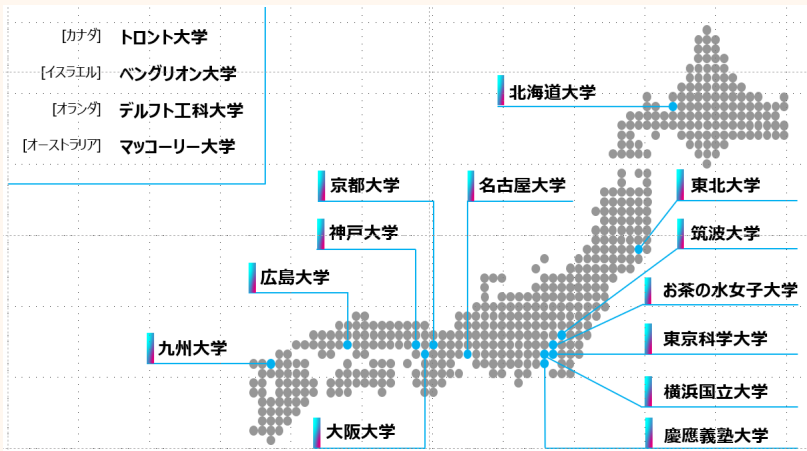 [カナダ] トロント大学
[イスラエル] ベングリオン大学
[オランダ] デルフト工科大学
[オーストラリア] マッコーリー大学
北海道大学
京都大学
名古屋大学
東北大学
神戸大学
筑波大学
広島大学
お茶の水女子大学
九州大学
東京科学大学
横浜国立大学
大阪大学
慶應義塾大学